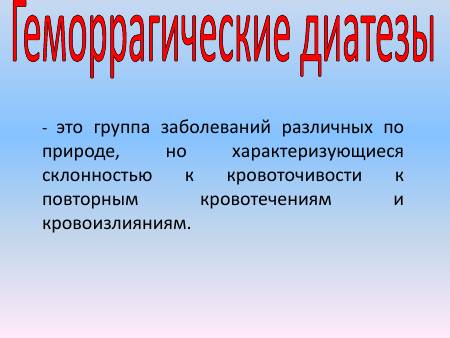 Геморрагические диатезы
- это группа заболеваний различных по
природе, но характеризующиеся
склонностью к кровоточивости к
повторным кровотечениям и
кровоизлияниям.